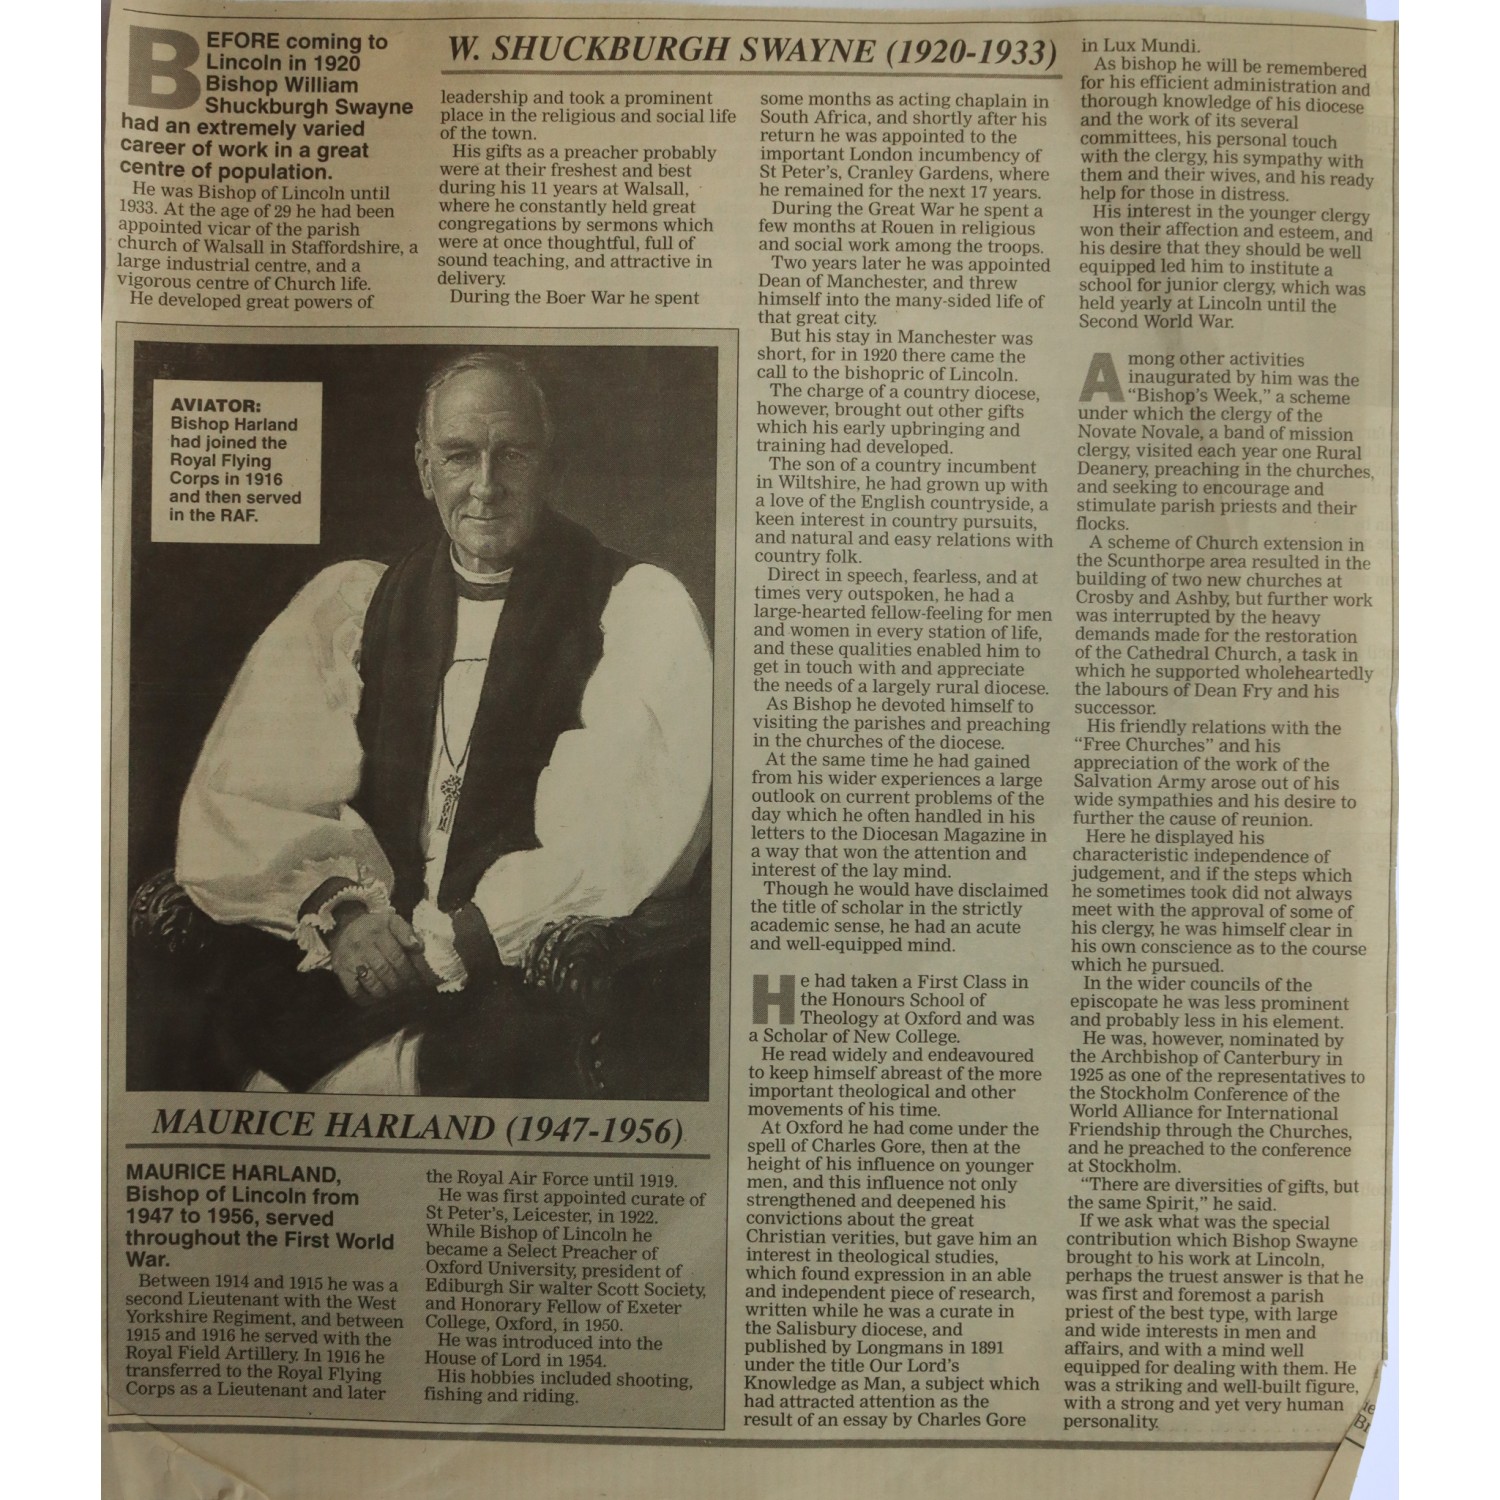 W. SHUCKBURGH SWAYNE (1920-1933)
BEFORE coming to
Lincoln in 1920
Bishop William
Shuckburgh Swayne
had an extremely varied
career of work in a great
centre of population.
He was Bishop of Lincoln until
1933. At the age of 29 he had been
appointed vicar of the parish
church of Walsall in Staffordshire, a
large industrial centre, and a
vigorous centre of Church life.
He developed great powers of
leadership and took a prominent
place in the religious and social life
of the town.
His gifts as a preacher probably
were at their freshest and best
during his 11 years at Walsall,
where he constantly held great
congregations by sermons which
were at once thoughtful, full of
sound teaching, and attractive in
delivery.
During the Boer War he spent
some months as acting chaplain in
South Africa, and shortly after his
return he was appointed to the
important London incumbency of
St Peter's, Cranley Gardens, where
he remained for the next 17 years.
During the Great War he spent a
few months at Rouen in religious
and social work among the troops.
Two years later he was appointed
Dean of Manchester, and threw
himself into the many-sided life of
that great city.
But his stay in Manchester was
short, for in 1920 there came the
call to the bishopric of Lincoln.
The charge of a country diocese,
however, brought out other gifts
which his early upbringing and
training had developed.
The son of a country incumbent
in Wiltshire, he had grown up with
a love of the English countryside, a
keen interest in country pursuits,
and natural and easy relations with
country folk.
Direct in speech, fearless, and at
times very outspoken, he had a
large-hearted fellow-feeling for men
and women in every station of life,
and these qualities enabled him to
get in touch with and appreciate
the needs of a largely rural diocese.
As Bishop he devoted himself to
visiting the parishes and preaching
in the churches of the diocese.
At the same time he had gained
from his wider experiences a large
outlook on current problems of the
day which he often handled in his
letters to the Diocesan Magazine in
a way that won the attention and
interest of the lay mind.
Though he would have disclaimed
the title of scholar in the strictly
academic sense, he had an acute
and well-equipped mind.
He had taken a First Class in
the Honours School of
Theology at Oxford and was
a Scholar of New College.
He read widely and endeavoured
to keep himself abreast of the more
important theological and other
movements of his time.
At Oxford he had come under the
spell of Charles Gore, then at the
height of his influence on younger
men, and this influence not only
strengthened and deepened his
convictions about the great
Christian verities, but gave him an
interest in theological studies,
which found expression in an able
and independent piece of research,
written while he was a curate in
the Salisbury diocese, and
published by Longmans in 1891
under the title Our Lord's
Knowledge as Man, a subject which
had attracted attention as the
result of an essay by Charles Gore
in Lux Mundi.
As bishop he will be remembered
for his efficient administration and
thorough knowledge of his diocese
and the work of its several
committees, his personal touch
with the clergy, his sympathy with
them and their wives, and his ready
help for those in distress.
His interest in the younger clergy
won their affection and esteem, and
his desire that they should be well
equipped led him to institute a
school for junior clergy, which was
held yearly at Lincoln until the
Second World War.
Among other activities
inaugurated by him was the
"Bishop's Week," a scheme
under which the clergy of the
Novate Novale, a band of mission
clergy, visited each year one Rural
Deanery, preaching in the churches,
and seeking to encourage and
stimulate parish priests and their
flocks.
A scheme of Church extension in
the Scunthorpe area resulted in the
building of two new churches at
Crosby and Ashby, but further work
was interrupted by the heavy
demands made for the restoration
of the Cathedral Church, a task in
which he supported wholeheartedly
the labours of Dean Fry and his
successor.
His friendly relations with the
"Free Churches" and his
appreciation of the work of the
Salvation Army arose out of his
wide sympathies and his desire to
further the cause of reunion.
Here he displayed his
characteristic independence of
judgement, and if the steps which
he sometimes took did not always
meet with the approval of some of
his clergy, he was himself clear in
his own conscience as to the course
which he pursued.
In the wider councils of the
episcopate he was less prominent
and probably less in his element.
He was, however, nominated by
the Archbishop of Canterbury in
1925 as one of the representatives to
the Stockholm Conference of the
World Alliance for International
Friendship through the Churches,
and he preached to the conference
at Stockholm.
"There are diversities of gifts, but
the same Spirit," he said.
If we ask what was the special
contribution which Bishop Swayne
brought to his work at Lincoln,
perhaps the truest answer is that he
was first and foremost a parish
priest of the best type, with large
and wide interests in men and
affairs, and with a mind well
equipped for dealing with them. He
was a striking and well-built figure,
with a strong and yet very human
personality.
AVIATOR:
Bishop Harland
had joined the
Royal Flying
Corps in 1916
and then served
in the RAF.
MAURICE HARLAND (1947-1956)
MAURICE HARLAND,
Bishop of Lincoln from
1947 to 1956, served
throughout the First World
War.
Between 1914 and 1915 he was a
second Lieutenant with the West
Yorkshire Regiment, and between
1915 and 1916 he served with the
Royal Field Artillery. In 1916 he
transferred to the Royal Flying
Corps as a Lieutenant and later
the Royal Air Force until 1919.
He was first appointed curate of
St Peter's, Leicester, in 1922.
While Bishop of Lincoln he
became a Select Preacher of
Oxford University, president of
Ediburgh Sir walter Scott Society,
and Honorary Fellow of Exeter
College, Oxford, in 1950.
He was introduced into the
House of Lord in 1954.
His hobbies included shooting,
fishing and riding.